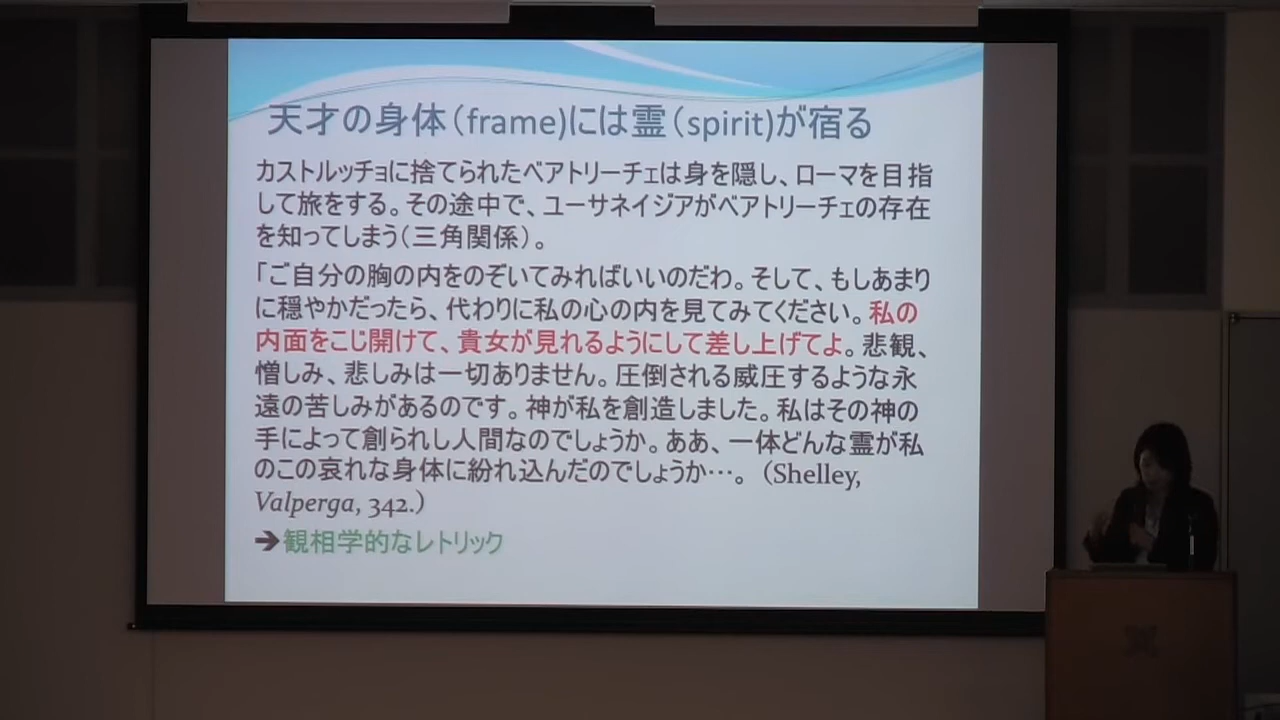 天才の身体（frame)には霊（spirit)が宿る
カストルッチョに捨てられたベアトリーチェは身を隠し、ローマを目指
して旅をする。その途中で、ユーサネイジアがベアトリーチェの存在
を知ってしまう（三角関係）。
「ご自分の胸の内をのぞいてみればいいのだわ。そして、もしあまり
に穏やかだったら、代わりに私の心の内を見てみてください。私の
内面をこじ開けて、貴女が見れるようにして差し上げてよ。悲観、
憎しみ、悲しみは一切ありません。圧倒される威圧するような永
遠の苦しみがあるのです。神が私を創造しました。私はその神の
手によって創られし人間なのでしょうか。ああ、一体どんな霊が私
のこの哀れな身体に紛れ込んだのでしょうか…。（Shelley,
Valperga, 342.）
➔観相学的なレトリック